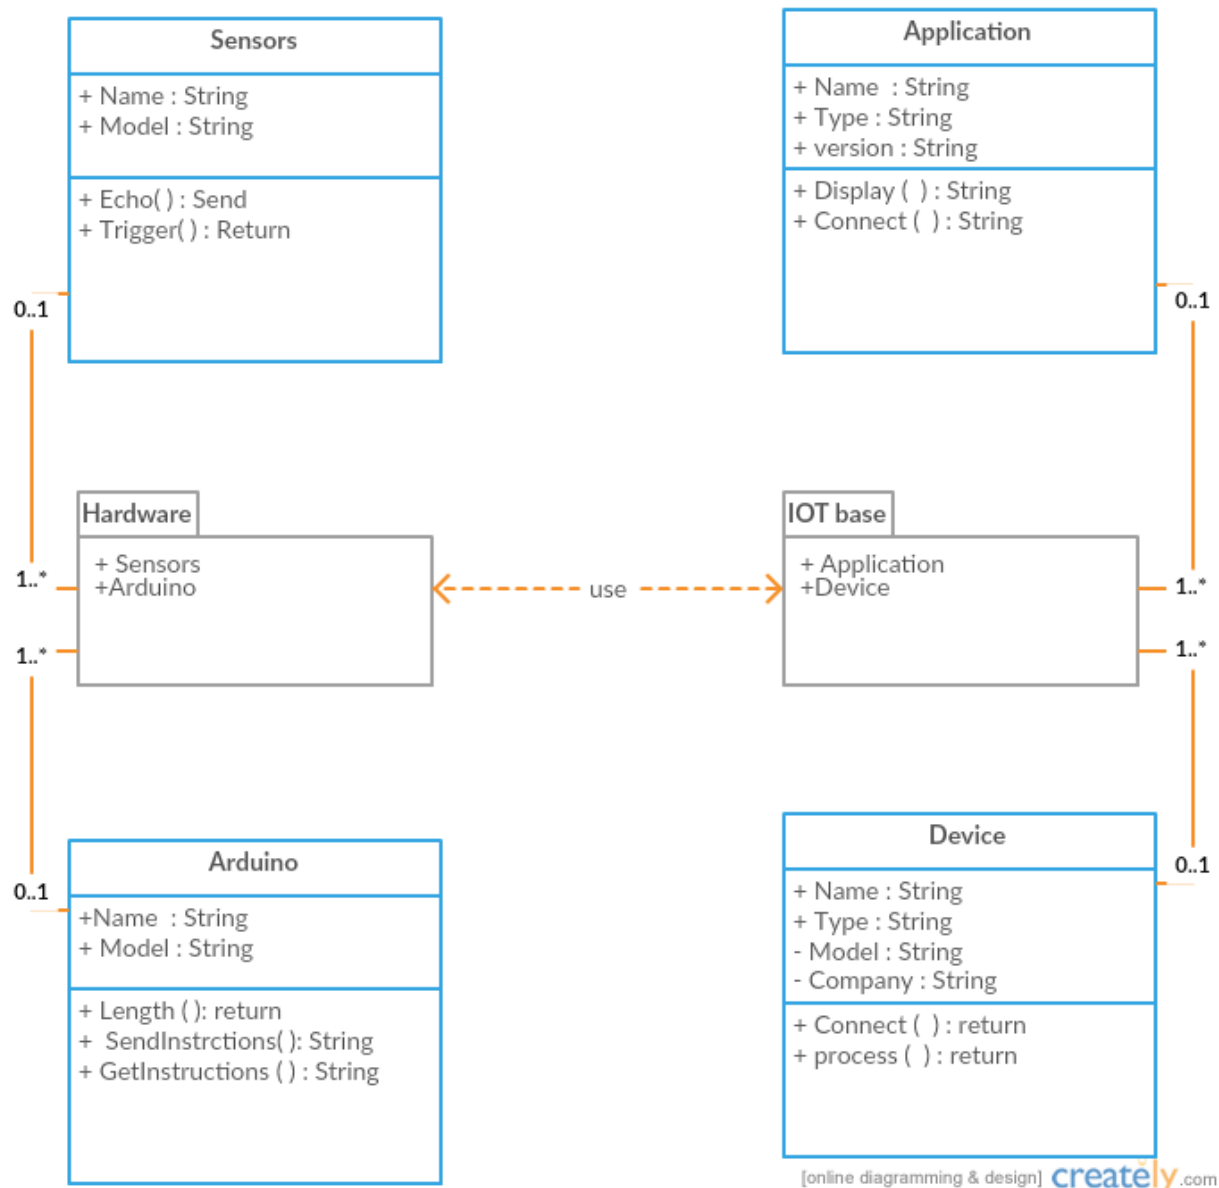 Sensors
+ Name : String
+ Model : String
+ Echo( ) : Send
+ Trigger( ) : Return
0..1
Application
+ Name  : String
+ Type : String
+ version : String
+ Display (  ) : String
+ Connect (  ) : String
0..1
Hardware
+ Sensors
+Arduino
1..*
1..*
use
IOT base
+ Application
+Device
1..*
1..*
Arduino
+Name  : String
+ Model : String
+ Length ( ): return
+  SendInstrctions( ): String
+ GetInstructions ( ) : String
0..1
Device
+ Name : String
+ Type : String
- Model : String
- Company : String
+ Connect (  ) : return
+ process (  ) : return
0..1
[online diagramming & design] creately.com